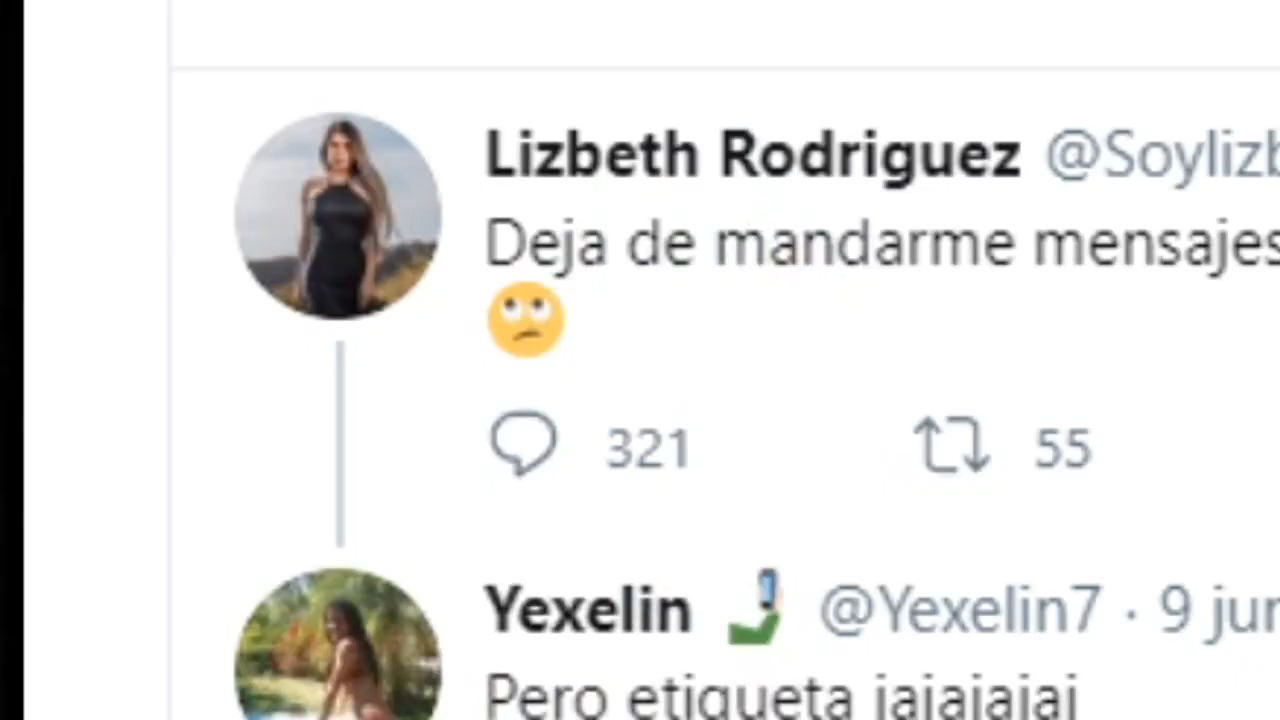 Lizbeth Rodriguez @Soylizb
Deja de mandarme mensajes
🙄
321 55
Yexelin 🤳 @Yexelin7 · 9 jun
Pero etiqueta jajajajaj